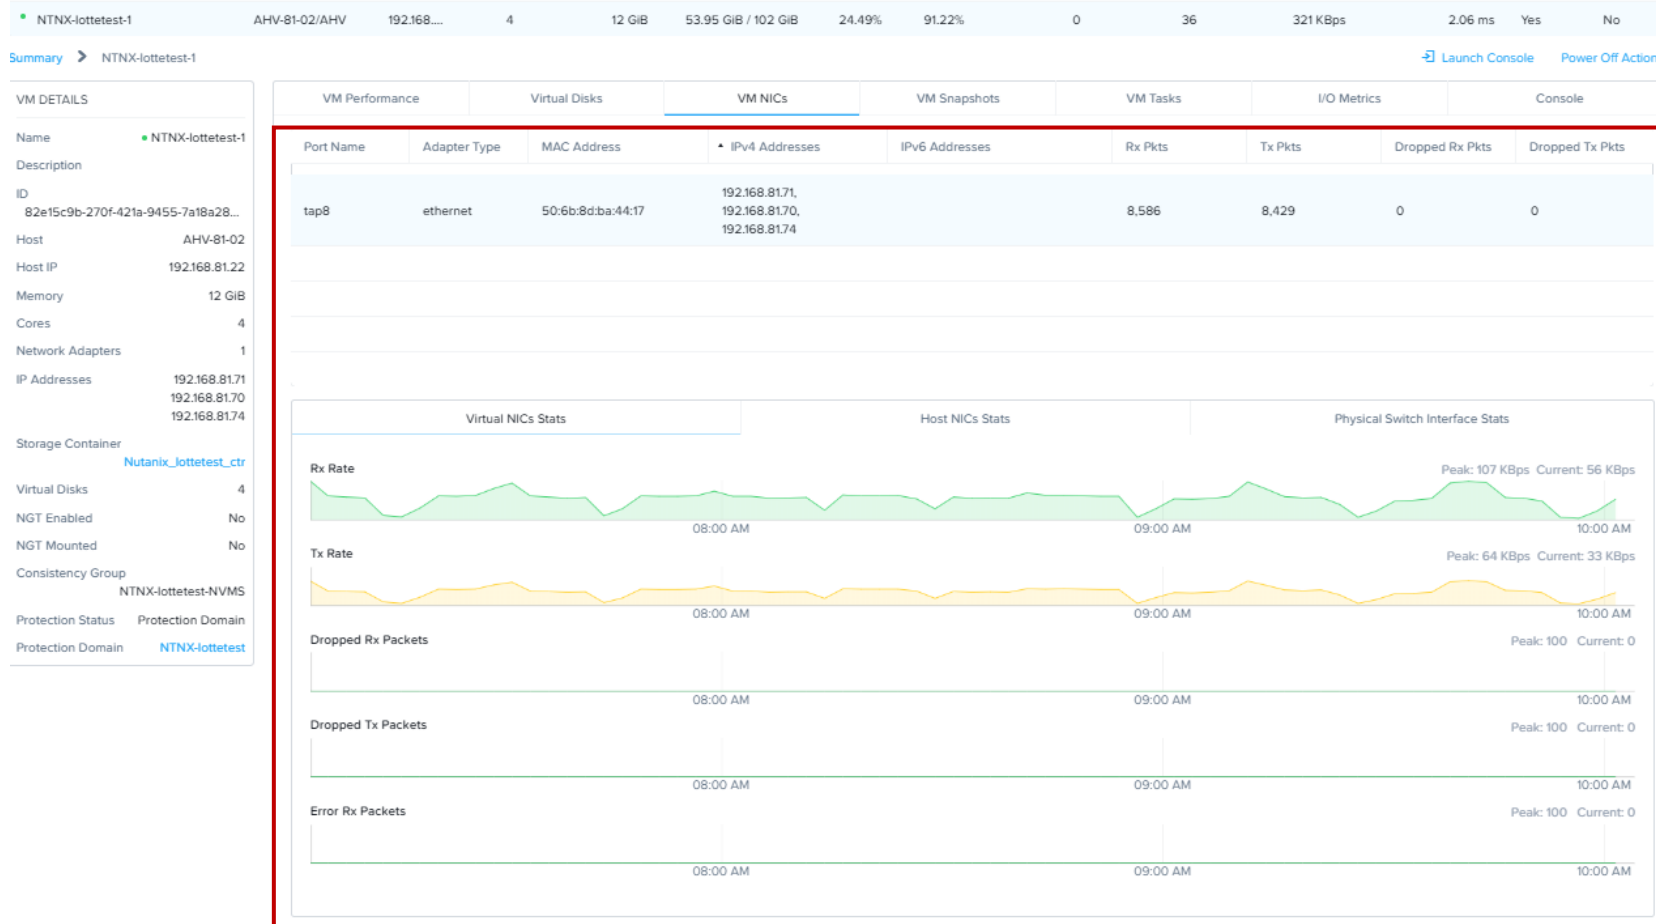 NTNX-lottetest-1 AHV-81-02/AHV 192.168.... 4 12 GiB 53.95 GiB / 102 GiB 24.49% 91.22% 0 36 321 KBps 2.06 ms Yes No
Summary NTNX-lottetest-1 Launch Console Power Off Action
VM DETAILS
Name NTNX-lottetest-1
Description
ID
82e15c9b-270f-421a-9455-7a18a28...
Host AHV-81-02
Host IP 192.168.81.22
Memory 12 GiB
Cores 4
Network Adapters 1
IP Addresses 192.168.81.71
192.168.81.70
192.168.81.74
Storage Container
Nutanix_lottetest_ctr
Virtual Disks 4
NGT Enabled No
NGT Mounted No
Consistency Group
NTNX-lottetest-NVMS
Protection Status Protection Domain
Protection Domain NTNX-lottetest
VM Performance Virtual Disks VM NICs VM Snapshots VM Tasks I/O Metrics Console
Port Name Adapter Type MAC Address IPv4 Addresses IPv6 Addresses Rx Pkts Tx Pkts Dropped Rx Pkts Dropped Tx Pkts
192.168.81.71,
tap8 ethernet 50:6b:8d:ba:44:17 192.168.81.70, 8,586 8,429 0 0
192.168.81.74
Virtual NICs Stats Host NICs Stats Physical Switch Interface Stats
Rx Rate Peak: 107 KBps Current: 56 KBps
08:00 AM 09:00 AM 10:00 AM
Tx Rate Peak: 64 KBps Current: 33 KBps
08:00 AM 09:00 AM 10:00 AM
Dropped Rx Packets Peak: 100 Current: 0
08:00 AM 09:00 AM 10:00 AM
Dropped Tx Packets Peak: 100 Current: 0
08:00 AM 09:00 AM 10:00 AM
Error Rx Packets Peak: 100 Current: 0
08:00 AM 09:00 AM 10:00 AM